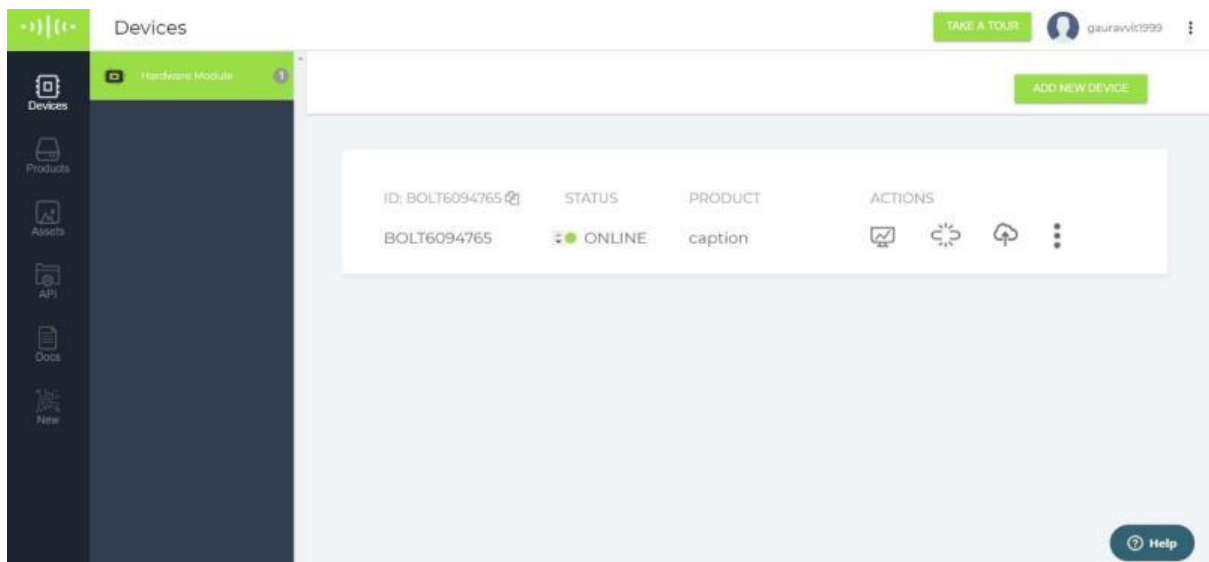 Devices
TAKE A TOUR
gauravvit1999
Devices
Hardware Module 1
ADD NEW DEVICE
Products
Assets
API
Docs
New
ID: BOLT6094765 STATUS PRODUCT ACTIONS
BOLT6094765 ONLINE caption
Help